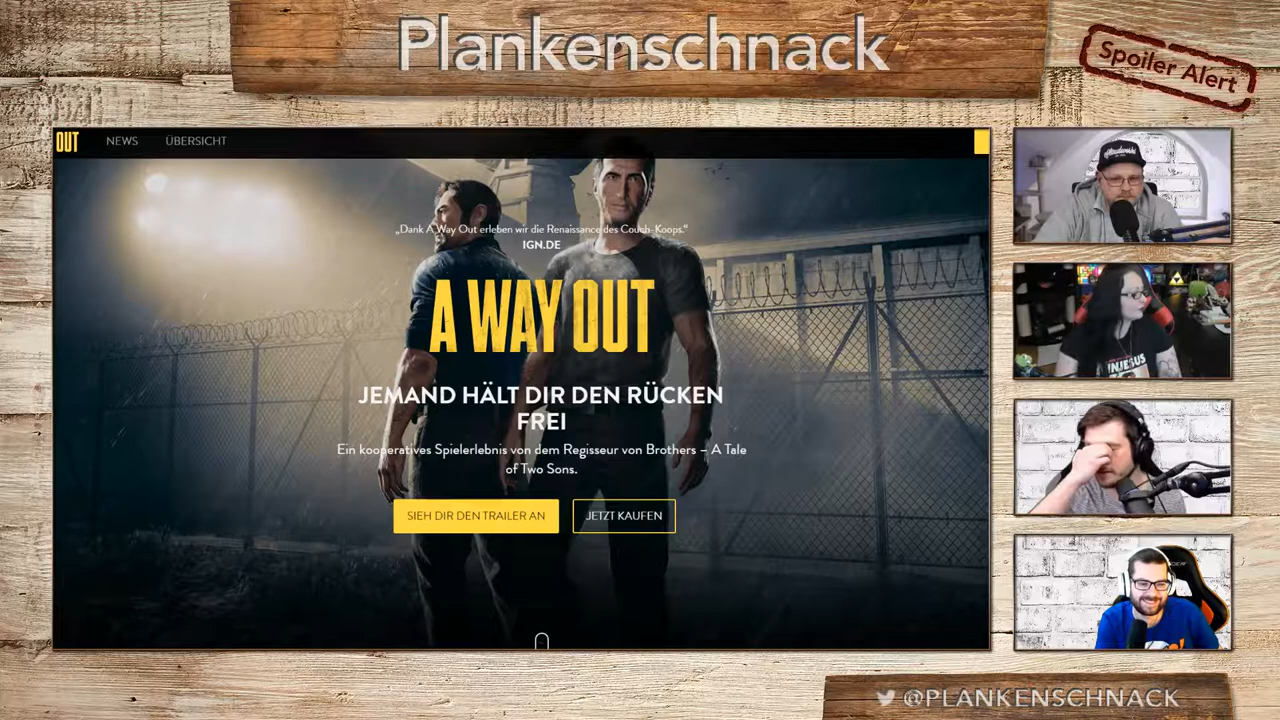 Plankenschnack
Spoiler Alert
OUT NEWS ÜBERSICHT
„Dank A Way Out erleben wir die Renaissance des Couch-Koops.“
IGN.DE
A WAY OUT
JEMAND HÄLT DIR DEN RÜCKEN
FREI
Ein kooperatives Spielerlebnis von dem Regisseur von Brothers – A Tale
of Two Sons.
SIEH DIR DEN TRAILER AN JETZT KAUFEN
@PLANKENSCHNACK